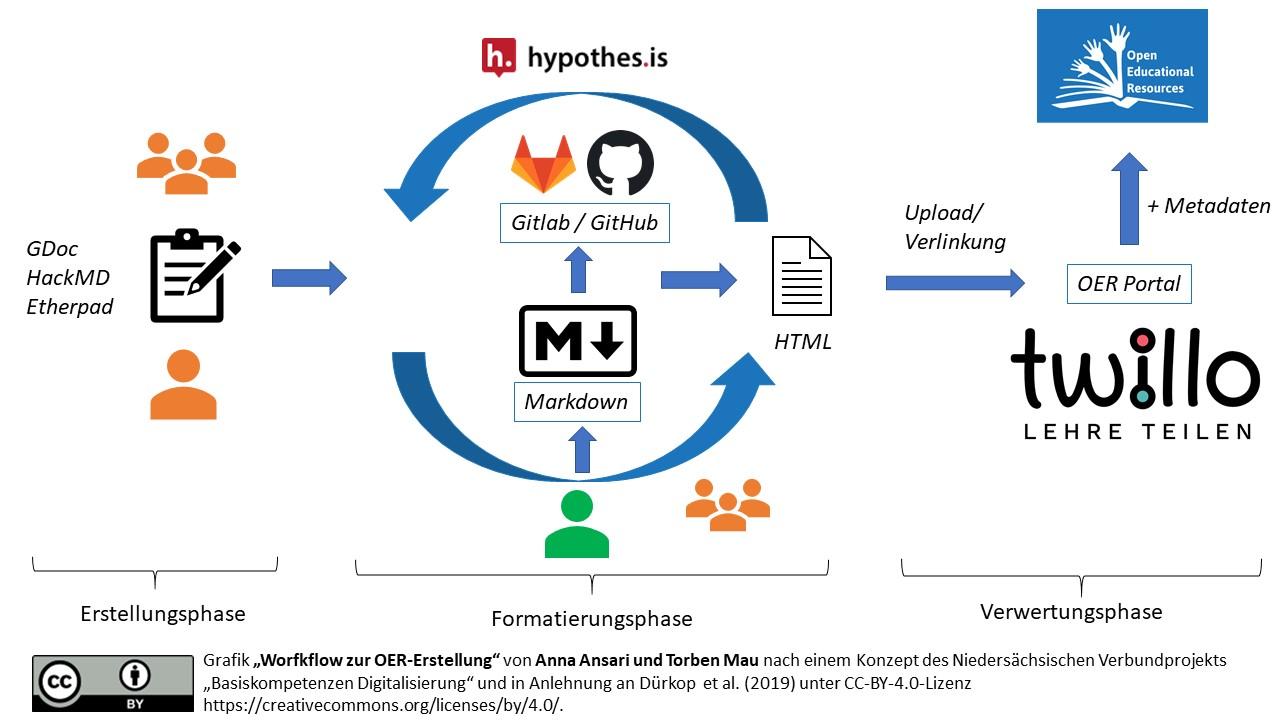 h. hypothes.is
Open
Educational
Resources
GDoc
HackMD
Etherpad
Gitlab / GitHub
M
Markdown
HTML
Upload/
Verlinkung
+ Metadaten
OER Portal
twillo
LEHRE TEILEN
Erstellungsphase
Formatierungsphase
Verwertungsphase
cc
BY
Grafik „Worfkflow zur OER-Erstellung“ von Anna Ansari und Torben Mau nach einem Konzept des Niedersächsischen Verbundprojekts
„Basiskompetenzen Digitalisierung“ und in Anlehnung an Dürkop et al. (2019) unter CC-BY-4.0-Lizenz
https://creativecommons.org/licenses/by/4.0/.